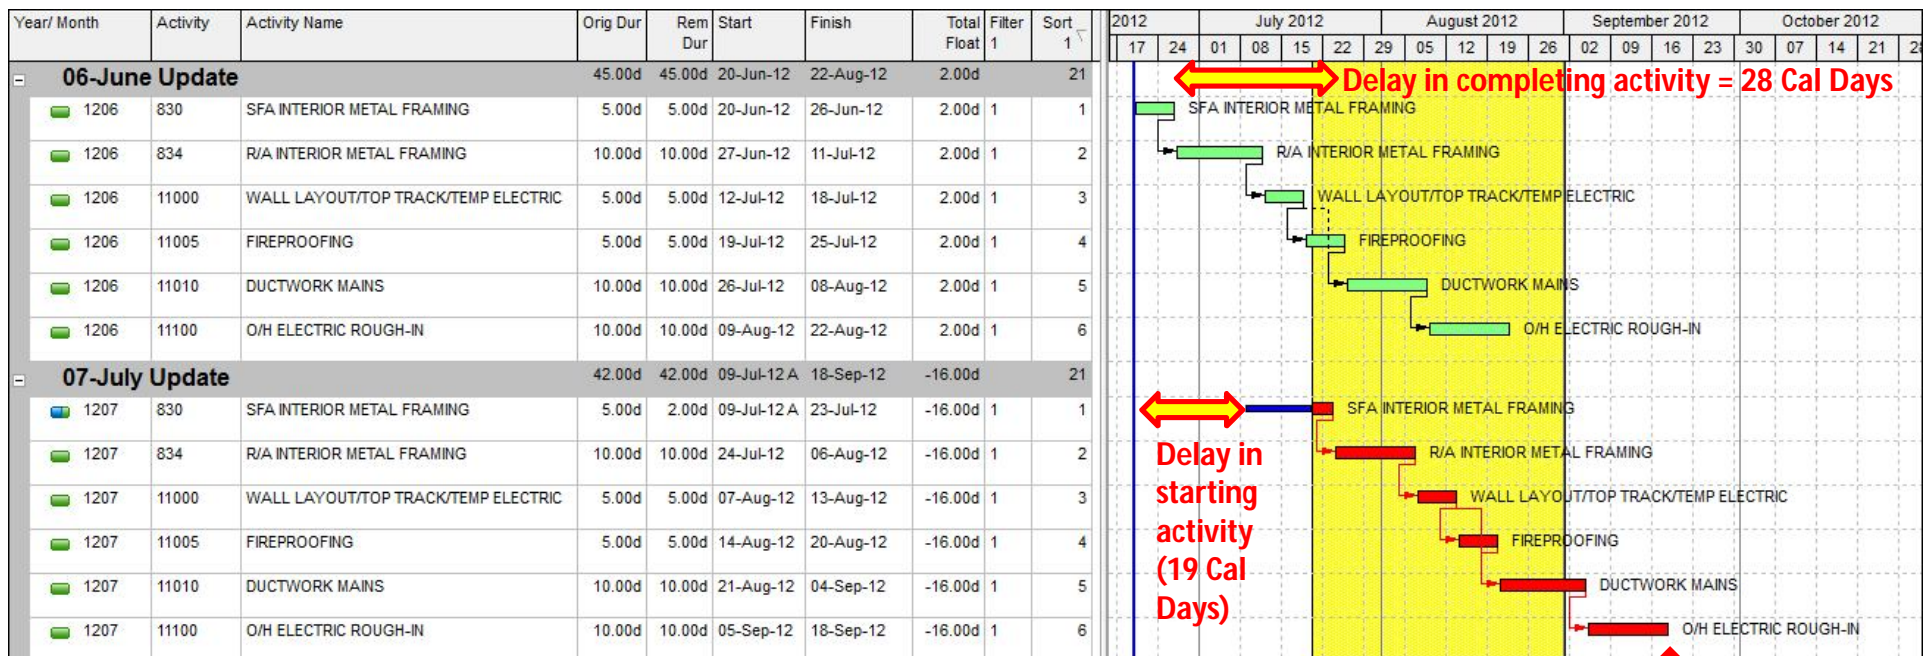 Year/ Month Activity Activity Name Orig Dur Rem Dur Start Finish Total Float Filter 1 Sort 1 2012 July 2012 August 2012 September 2012 October 2012
17 24 01 08 15 22 29 05 12 19 26 02 09 16 23 30 07 14 21
06-June Update 45.00d 45.00d 20-Jun-12 22-Aug-12 2.00d 21 Delay in completing activity = 28 Cal Days
1206 830 SFA INTERIOR METAL FRAMING 5.00d 5.00d 20-Jun-12 26-Jun-12 2.00d 1 1 SFA INTERIOR METAL FRAMING
1206 834 R/A INTERIOR METAL FRAMING 10.00d 10.00d 27-Jun-12 11-Jul-12 2.00d 1 2 R/A INTERIOR METAL FRAMING
1206 11000 WALL LAYOUT/TOP TRACK/TEMP ELECTRIC 5.00d 5.00d 12-Jul-12 18-Jul-12 2.00d 1 3 WALL LAYOUT/TOP TRACK/TEMP ELECTRIC
1206 11005 FIREPROOFING 5.00d 5.00d 19-Jul-12 25-Jul-12 2.00d 1 4 FIREPROOFING
1206 11010 DUCTWORK MAINS 10.00d 10.00d 26-Jul-12 08-Aug-12 2.00d 1 5 DUCTWORK MAINS
1206 11100 O/H ELECTRIC ROUGH-IN 10.00d 10.00d 09-Aug-12 22-Aug-12 2.00d 1 6 O/H ELECTRIC ROUGH-IN
07-July Update 42.00d 42.00d 09-Jul-12 A 18-Sep-12 -16.00d 21
1207 830 SFA INTERIOR METAL FRAMING 5.00d 2.00d 09-Jul-12 A 23-Jul-12 -16.00d 1 1 SFA INTERIOR METAL FRAMING
1207 834 R/A INTERIOR METAL FRAMING 10.00d 10.00d 24-Jul-12 06-Aug-12 -16.00d 1 2 R/A INTERIOR METAL FRAMING
1207 11000 WALL LAYOUT/TOP TRACK/TEMP ELECTRIC 5.00d 5.00d 07-Aug-12 13-Aug-12 -16.00d 1 3 WALL LAYOUT/TOP TRACK/TEMP ELECTRIC
1207 11005 FIREPROOFING 5.00d 5.00d 14-Aug-12 20-Aug-12 -16.00d 1 4 FIREPROOFING
1207 11010 DUCTWORK MAINS 10.00d 10.00d 21-Aug-12 04-Sep-12 -16.00d 1 5 DUCTWORK MAINS
1207 11100 O/H ELECTRIC ROUGH-IN 10.00d 10.00d 05-Sep-12 18-Sep-12 -16.00d 1 6 O/H ELECTRIC ROUGH-IN
Delay in
starting
activity
(19 Cal
Days)